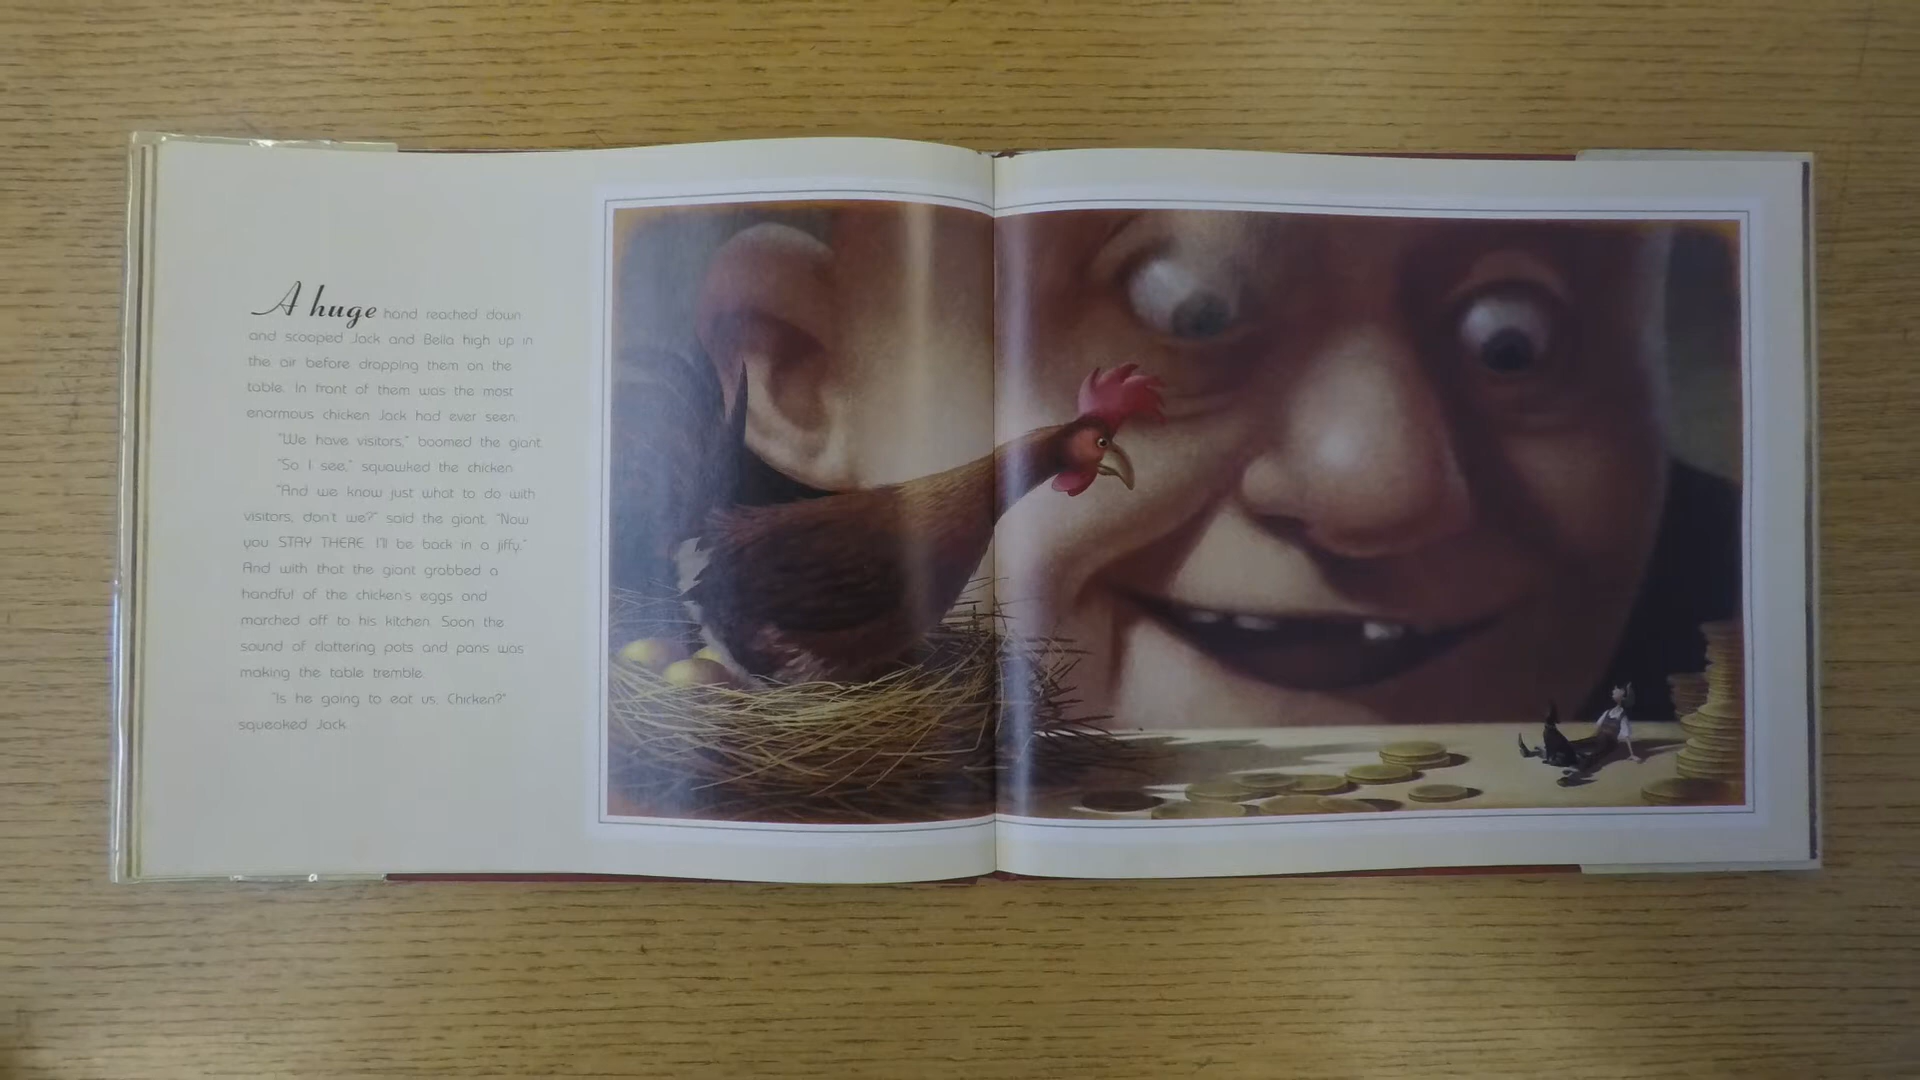 A huge hand reached down
and scooped Jack and Bella high up in
the air before dropping them on the
table. In front of them was the most
enormous chicken Jack had ever seen.
"We have visitors," boomed the giant.
"So I see," squawked the chicken.
"And we know just what to do with
visitors, don't we?" said the giant. "Now
you STAY THERE. I'll be back in a jiffy."
And with that the giant grabbed a
handful of the chicken's eggs and
marched off to his kitchen. Soon the
sound of clattering pots and pans was
making the table tremble.
"Is he going to eat us, Chicken?"
squeaked Jack.